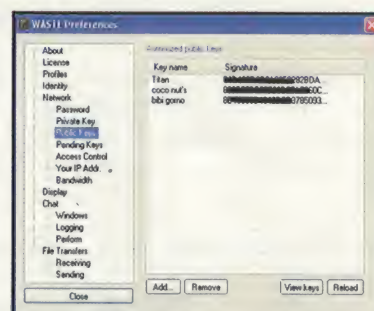 WASTE Preferences
About
License
Profiles
Identity
Network
Password
Private Key
Public Keys
Pending Keys
Access Control
Your IP Addr.
Bandwidth
Display
Chat
Windows
Logging
Perform
File Transfers
Receiving
Sending
Close
Authorized public keys
Key name Signature
Titan
coco nut's
bibi gomo
Add... Remove View keys Reload